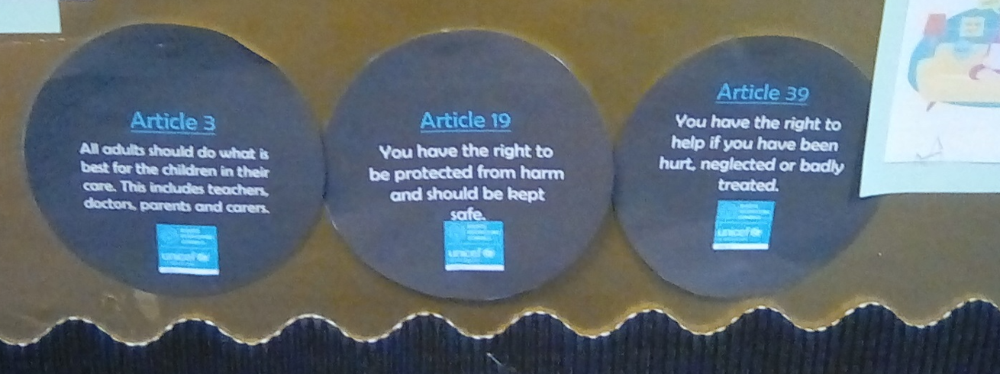 Article 3
All adults should do what is
best for the children in their
care. This includes teachers,
doctors, parents and carers.
unicef
Article 19
You have the right to
be protected from harm
and should be kept
safe.
unicef
Article 39
You have the right to
help if you have been
hurt, neglected or badly
treated.
unicef